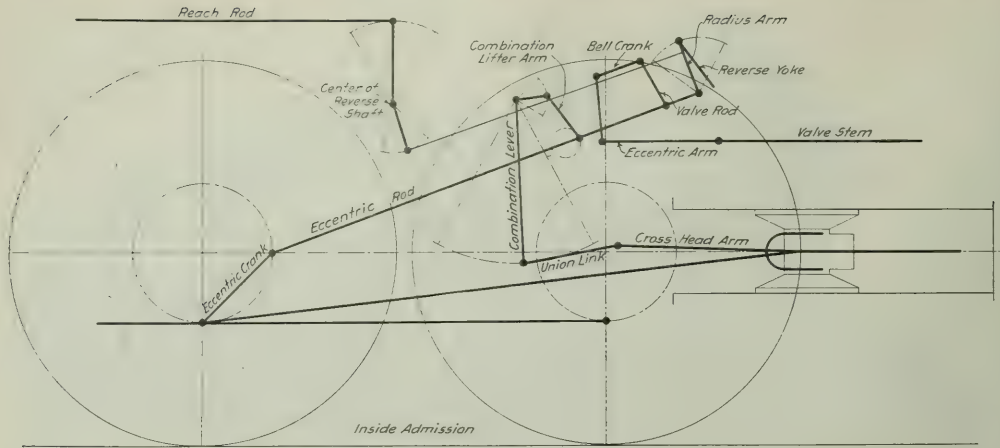 Reach Rod
Center of
Reverse
Shaft
Combination
Lifter Arm
Bell Crank
Radius Arm
Reverse Yoke
Valve Rod
Valve Stem
Eccentric Arm
Combination Lever
Eccentric Rod
Eccentric Crank
Union Link
Cross Head Arm
Inside Admission